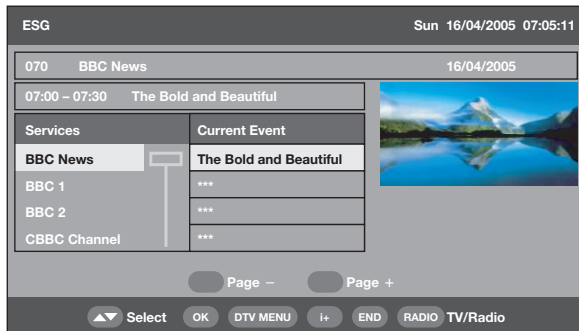 ESG Sun 16/04/2005 07:05:11
070 BBC News 16/04/2005
07:00 – 07:30 The Bold and Beautiful
Services Current Event
BBC News The Bold and Beautiful
BBC 1 ***
BBC 2 ***
CBBC Channel ***
Page – Page +
Select OK DTV MENU i+ END RADIO TV/Radio